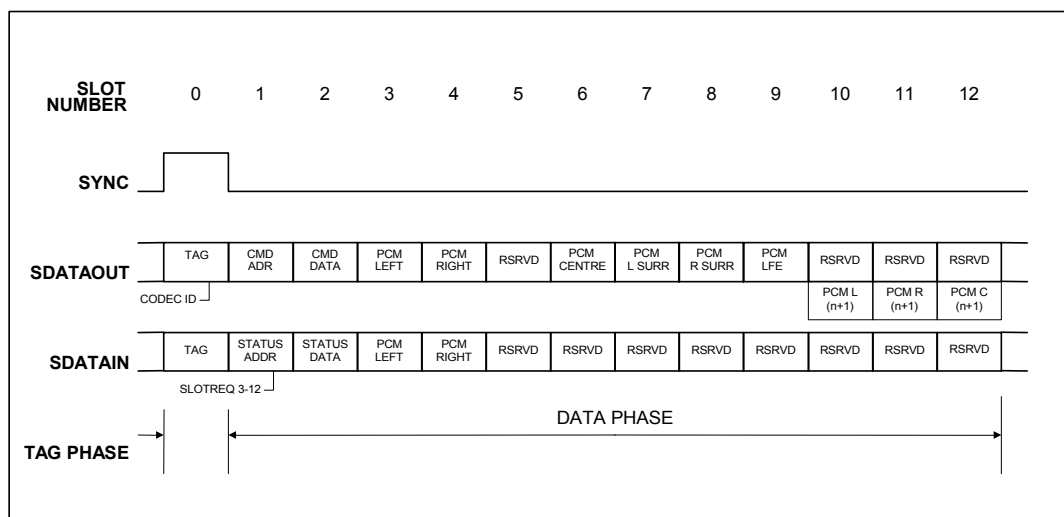 SLOT
NUMBER
0 1 2 3 4 5 6 7 8 9 10 11 12
SYNC
SDATAOUT
TAG
CMD
ADR
CMD
DATA
PCM
LEFT
PCM
RIGHT
RSRVD
PCM
CENTRE
PCM
L SURR
PCM
R SURR
PCM
LFE
RSRVD
RSRVD
RSRVD
CODEC ID
PCM L
(n+1)
PCM R
(n+1)
PCM C
(n+1)
SDATAIN
TAG
STATUS
ADDR
STATUS
DATA
PCM
LEFT
PCM
RIGHT
RSRVD
RSRVD
RSRVD
RSRVD
RSRVD
RSRVD
RSRVD
RSRVD
SLOTREQ 3-12
DATA PHASE
TAG PHASE